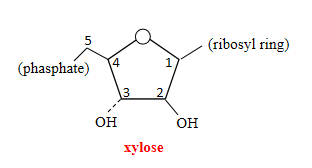 5
(ribosyl ring)
(phasphate) 4 1
3 2
OH OH
xylose